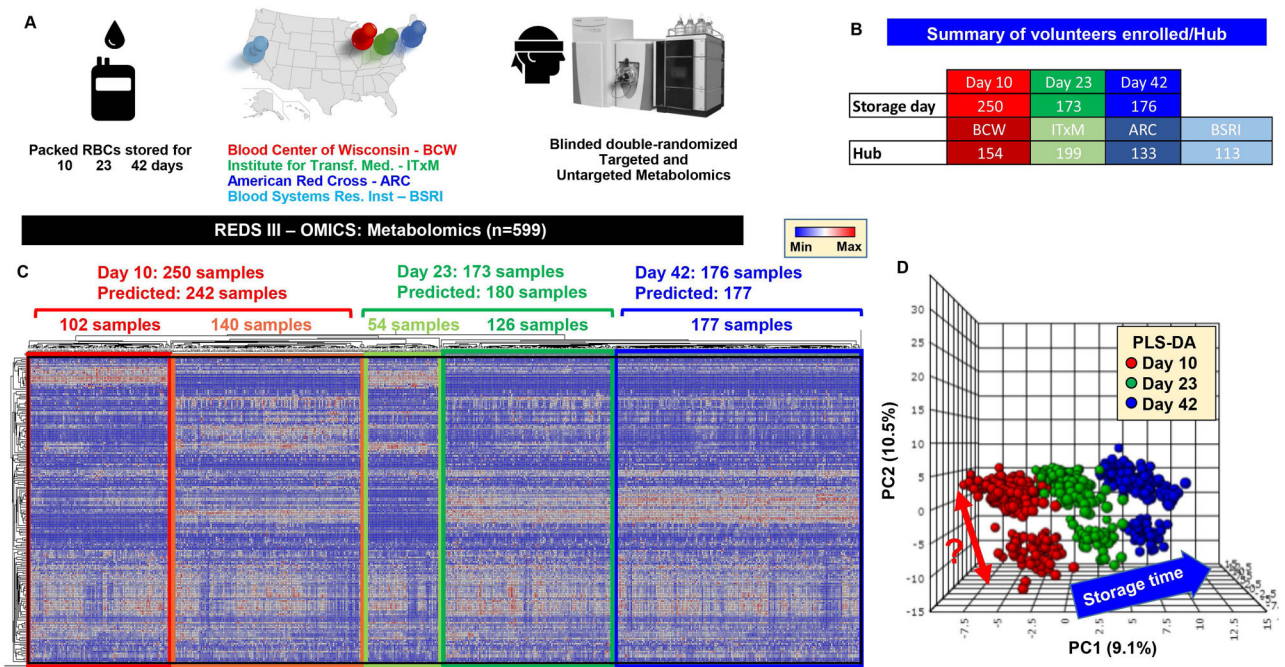 A
Packed RBCs stored for
10 23 42 days
Blood Center of Wisconsin - BCW
Institute for Transf. Med. - ITxM
American Red Cross - ARC
Blood Systems Res. Inst – BSRI
Blinded double-randomized
Targeted and
Untargeted Metabolomics
REDS III – OMICS: Metabolomics (n=599)
B
Summary of volunteers enrolled/Hub
Day 10 Day 23 Day 42
Storage day 250 173 176
BCW ITxM ARC BSRI
Hub 154 199 133 113
Min Max
C
Day 10: 250 samples
Predicted: 242 samples
Day 23: 173 samples
Predicted: 180 samples
Day 42: 176 samples
Predicted: 177
102 samples 140 samples 54 samples 126 samples 177 samples
D
PLS-DA
Day 10
Day 23
Day 42
PC2 (10.5%)
30
25
20
15
10
5
0
-5
-10
-15
?
Storage time
-7.5 -5 -2.5 0 2.5 5 7.5 10 12.5 15
PC1 (9.1%)